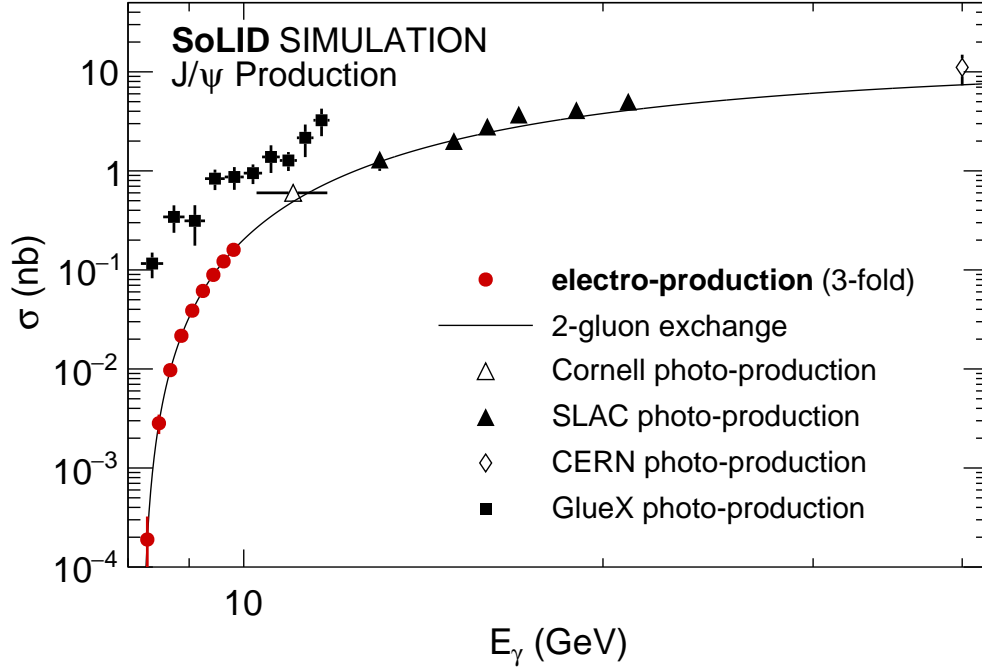 SoLID SIMULATION
J/ψ Production
10
1
10⁻¹
10⁻²
10⁻³
10⁻⁴
σ (nb)
electro-production (3-fold)
2-gluon exchange
Cornell photo-production
SLAC photo-production
CERN photo-production
GlueX photo-production
10
E_γ (GeV)